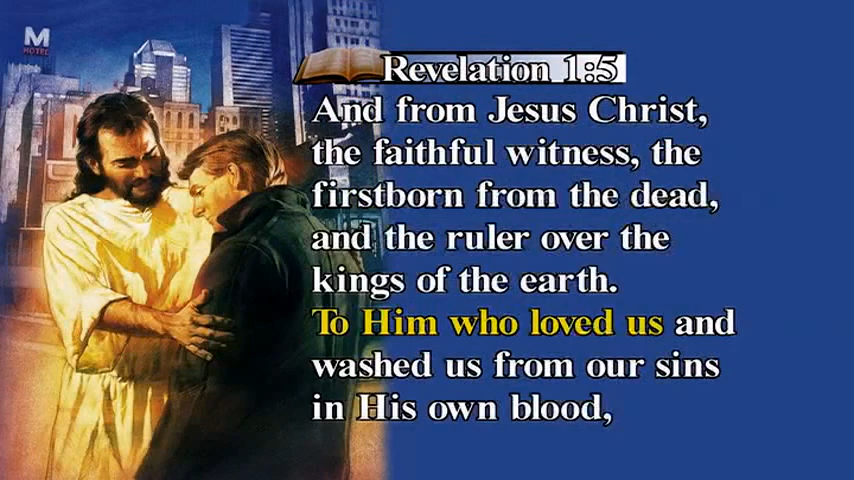 M
HOTEL
Revelation 1:5
And from Jesus Christ,
the faithful witness, the
firstborn from the dead,
and the ruler over the
kings of the earth.
To Him who loved us and
washed us from our sins
in His own blood,